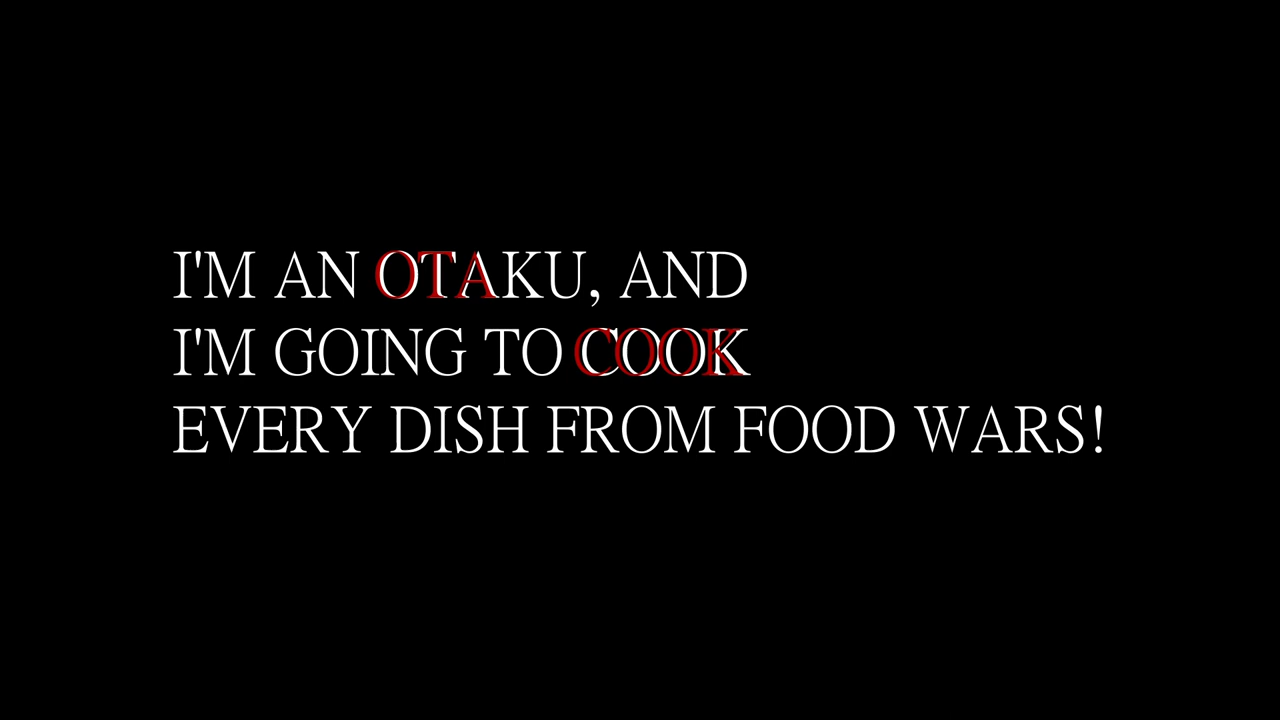 I'M AN OTAKU, AND
I'M GOING TO COOK
EVERY DISH FROM FOOD WARS!